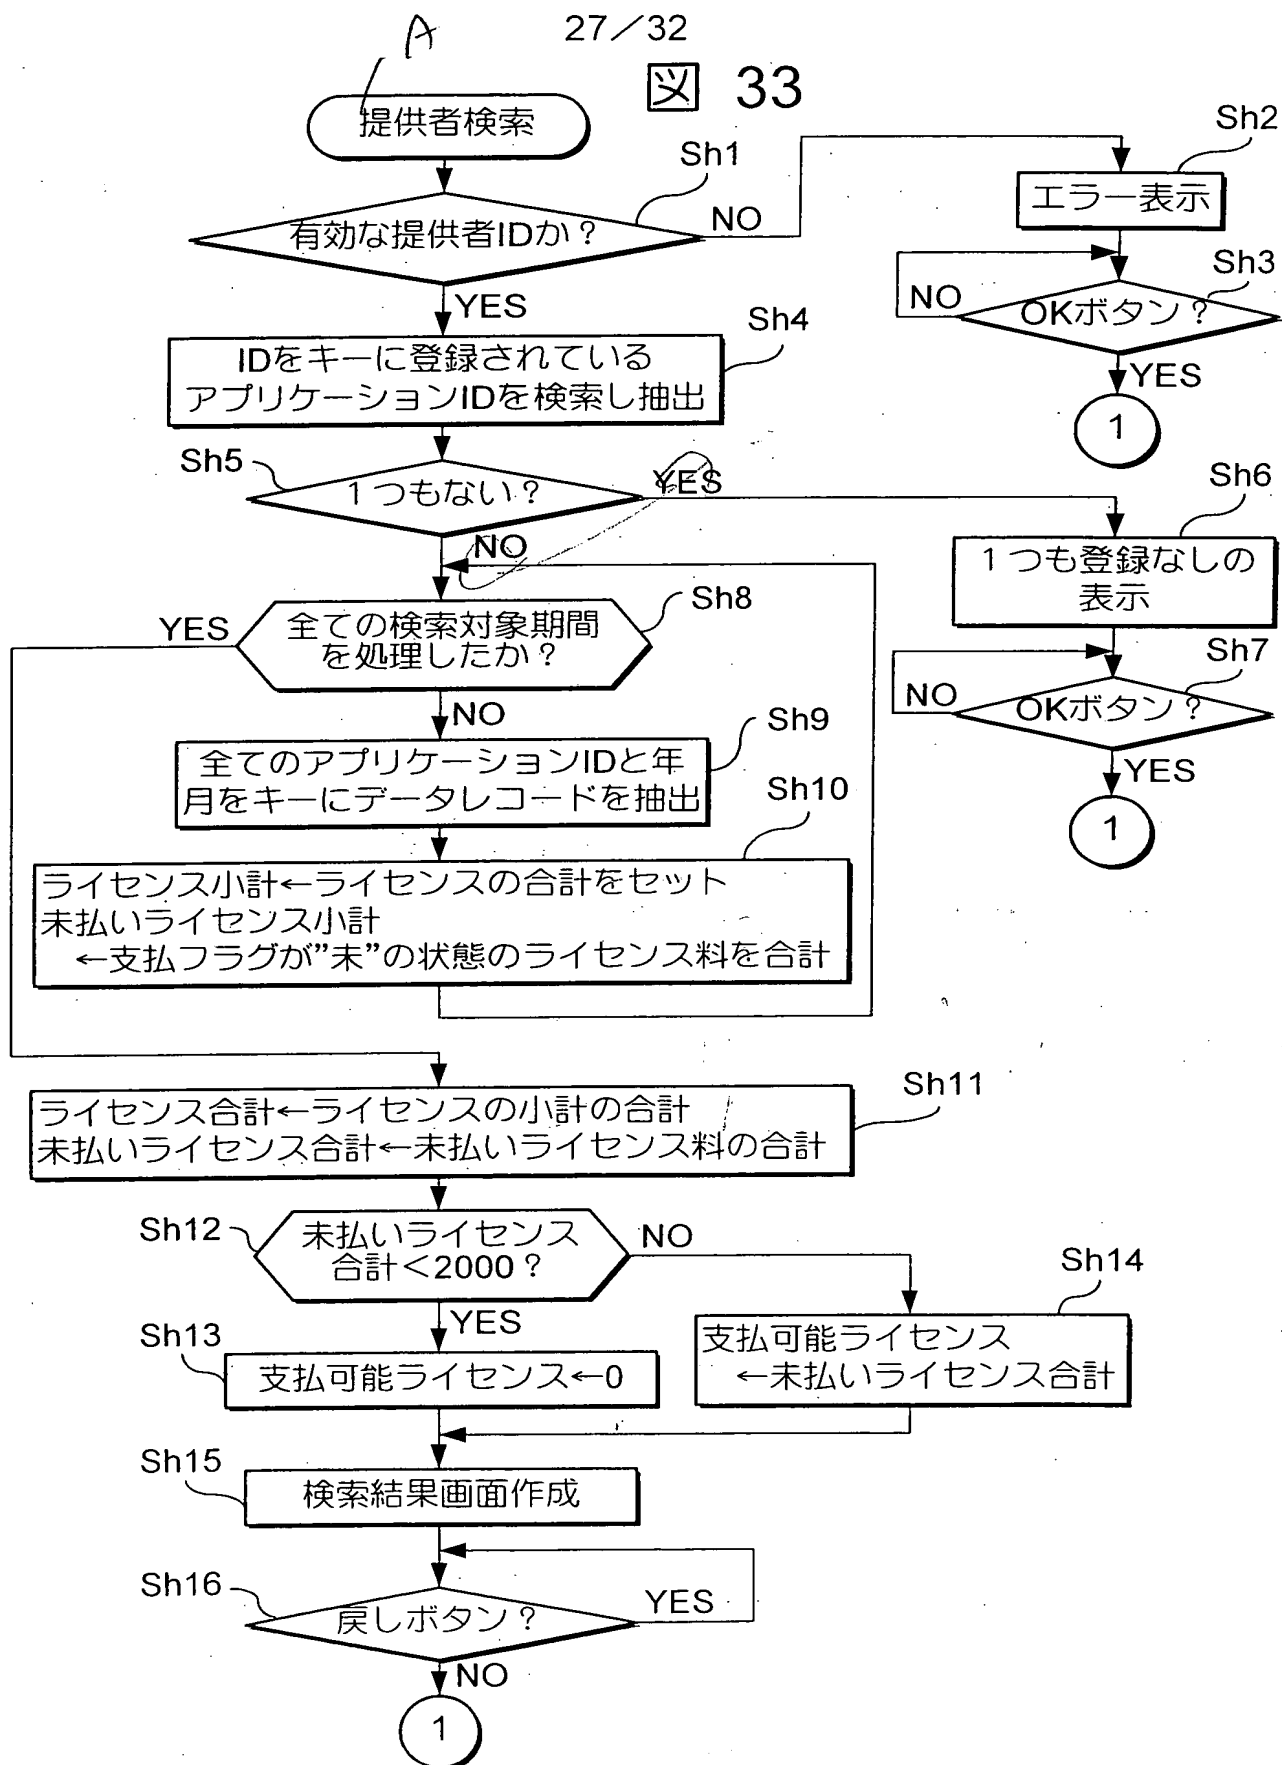 A
27/32
図 33
提供者検索
Sh1
有効な提供者IDか?
NO
Sh2
エラー表示
Sh3
NO
OKボタン?
YES
1
YES
Sh4
IDをキーに登録されている
アプリケーションIDを検索し抽出
Sh5
1つもない?
YES
Sh6
1つも登録なしの
表示
Sh7
NO
OKボタン?
YES
1
NO
Sh8
YES
全ての検索対象期間
を処理したか?
NO
Sh9
全てのアプリケーションIDと年
月をキーにデータレコードを抽出
Sh10
ライセンス小計←ライセンスの合計をセット
未払いライセンス小計
←支払フラグが”未”の状態のライセンス料を合計
Sh11
ライセンス合計←ライセンスの小計の合計
未払いライセンス合計←未払いライセンス料の合計
Sh12
未払いライセンス
合計<2000?
NO
YES
Sh13
支払可能ライセンス←0
Sh14
支払可能ライセンス
←未払いライセンス合計
Sh15
検索結果画面作成
Sh16
戻しボタン?
YES
NO
1